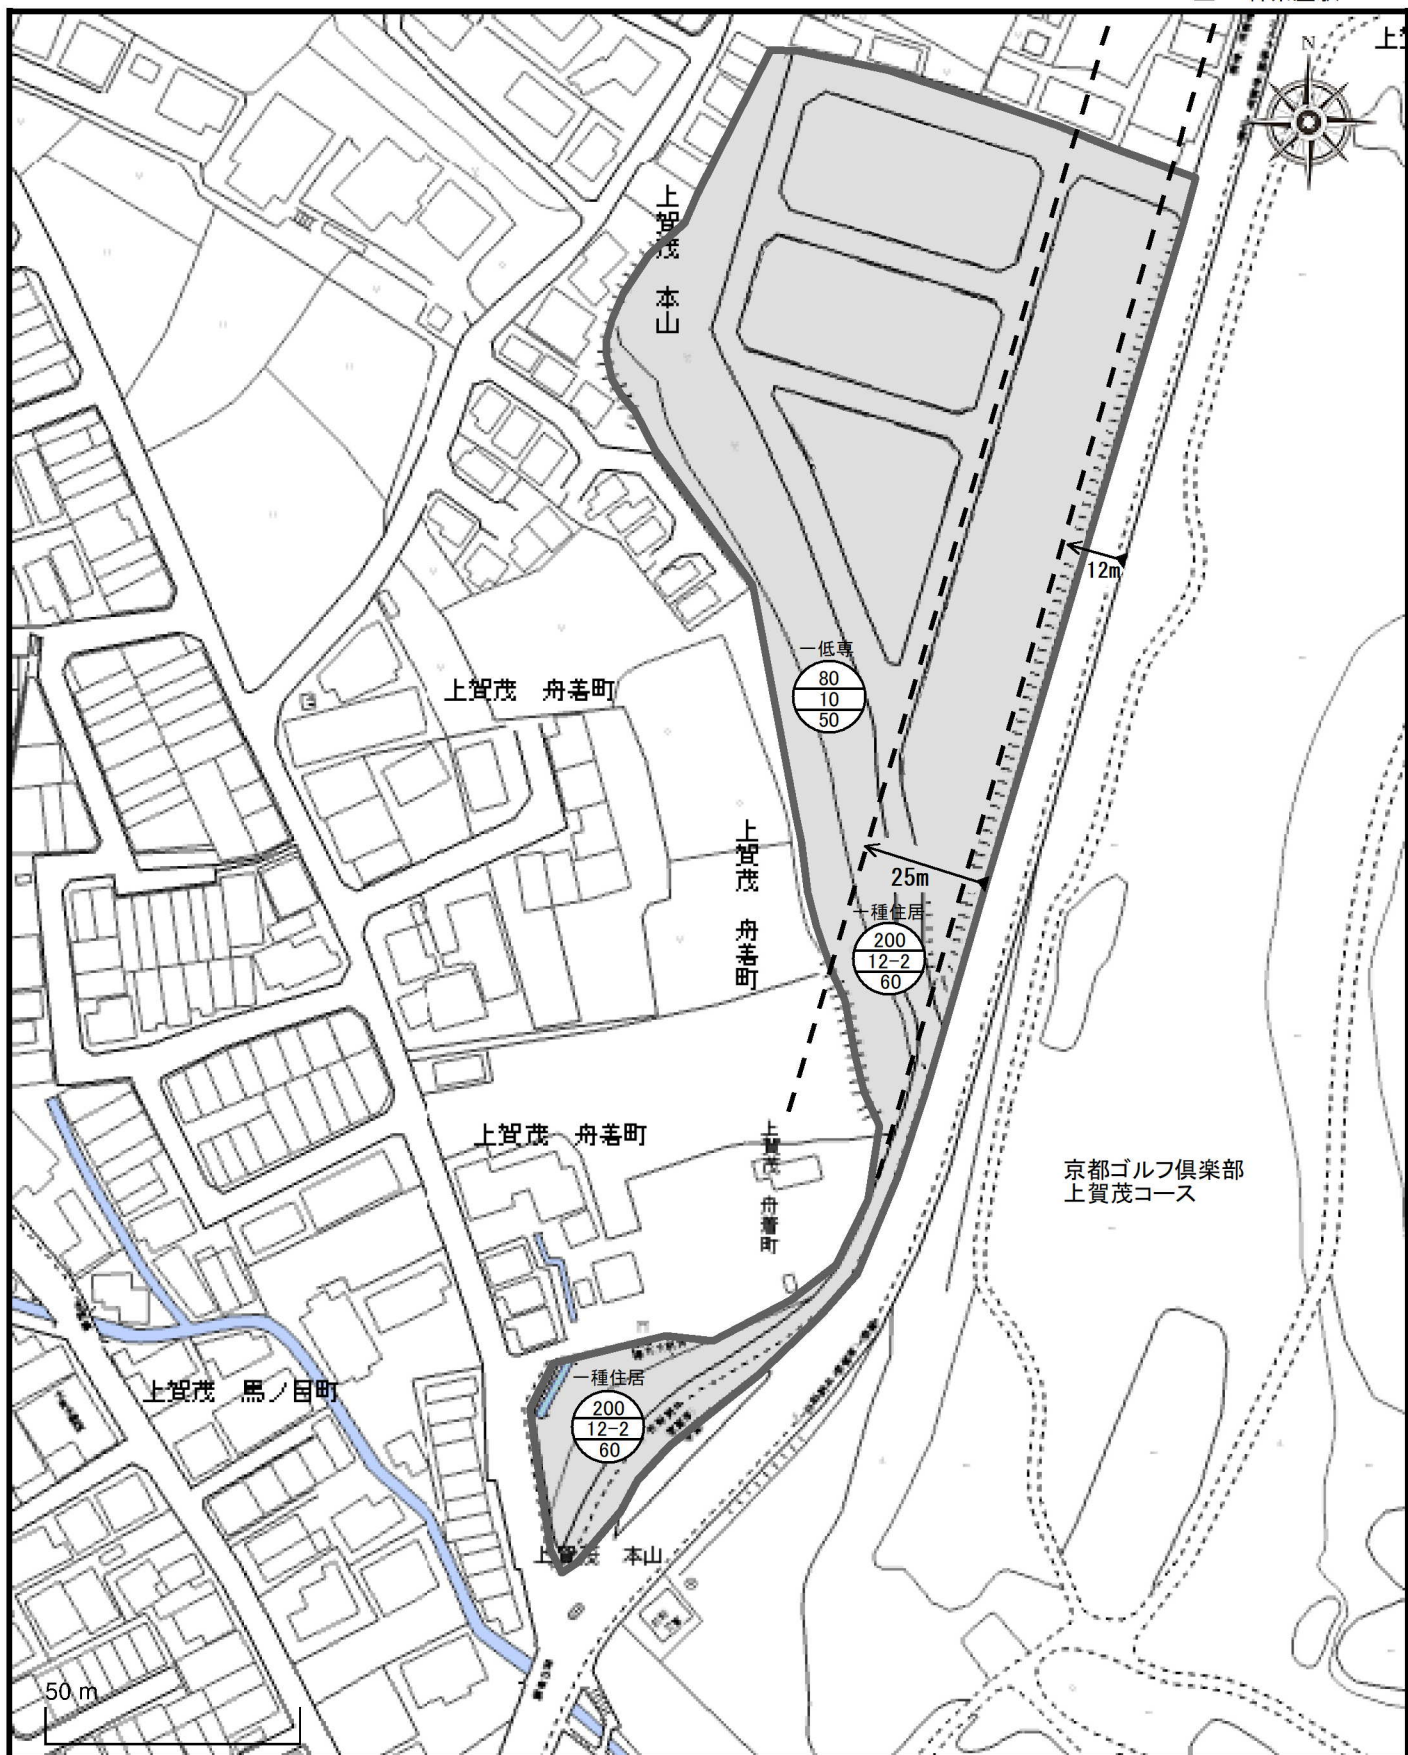 N
上賀茂 本山
12m
一低専
80
10
50
上賀茂 舟着町
25m
上賀茂 舟着町
一種住居
200
12-2
60
上賀茂 舟着町
上賀茂 舟着町
京都ゴルフ倶楽部
上賀茂コース
一種住居
200
12-2
60
上賀茂 馬ノ目町
上賀茂 本山
50 m